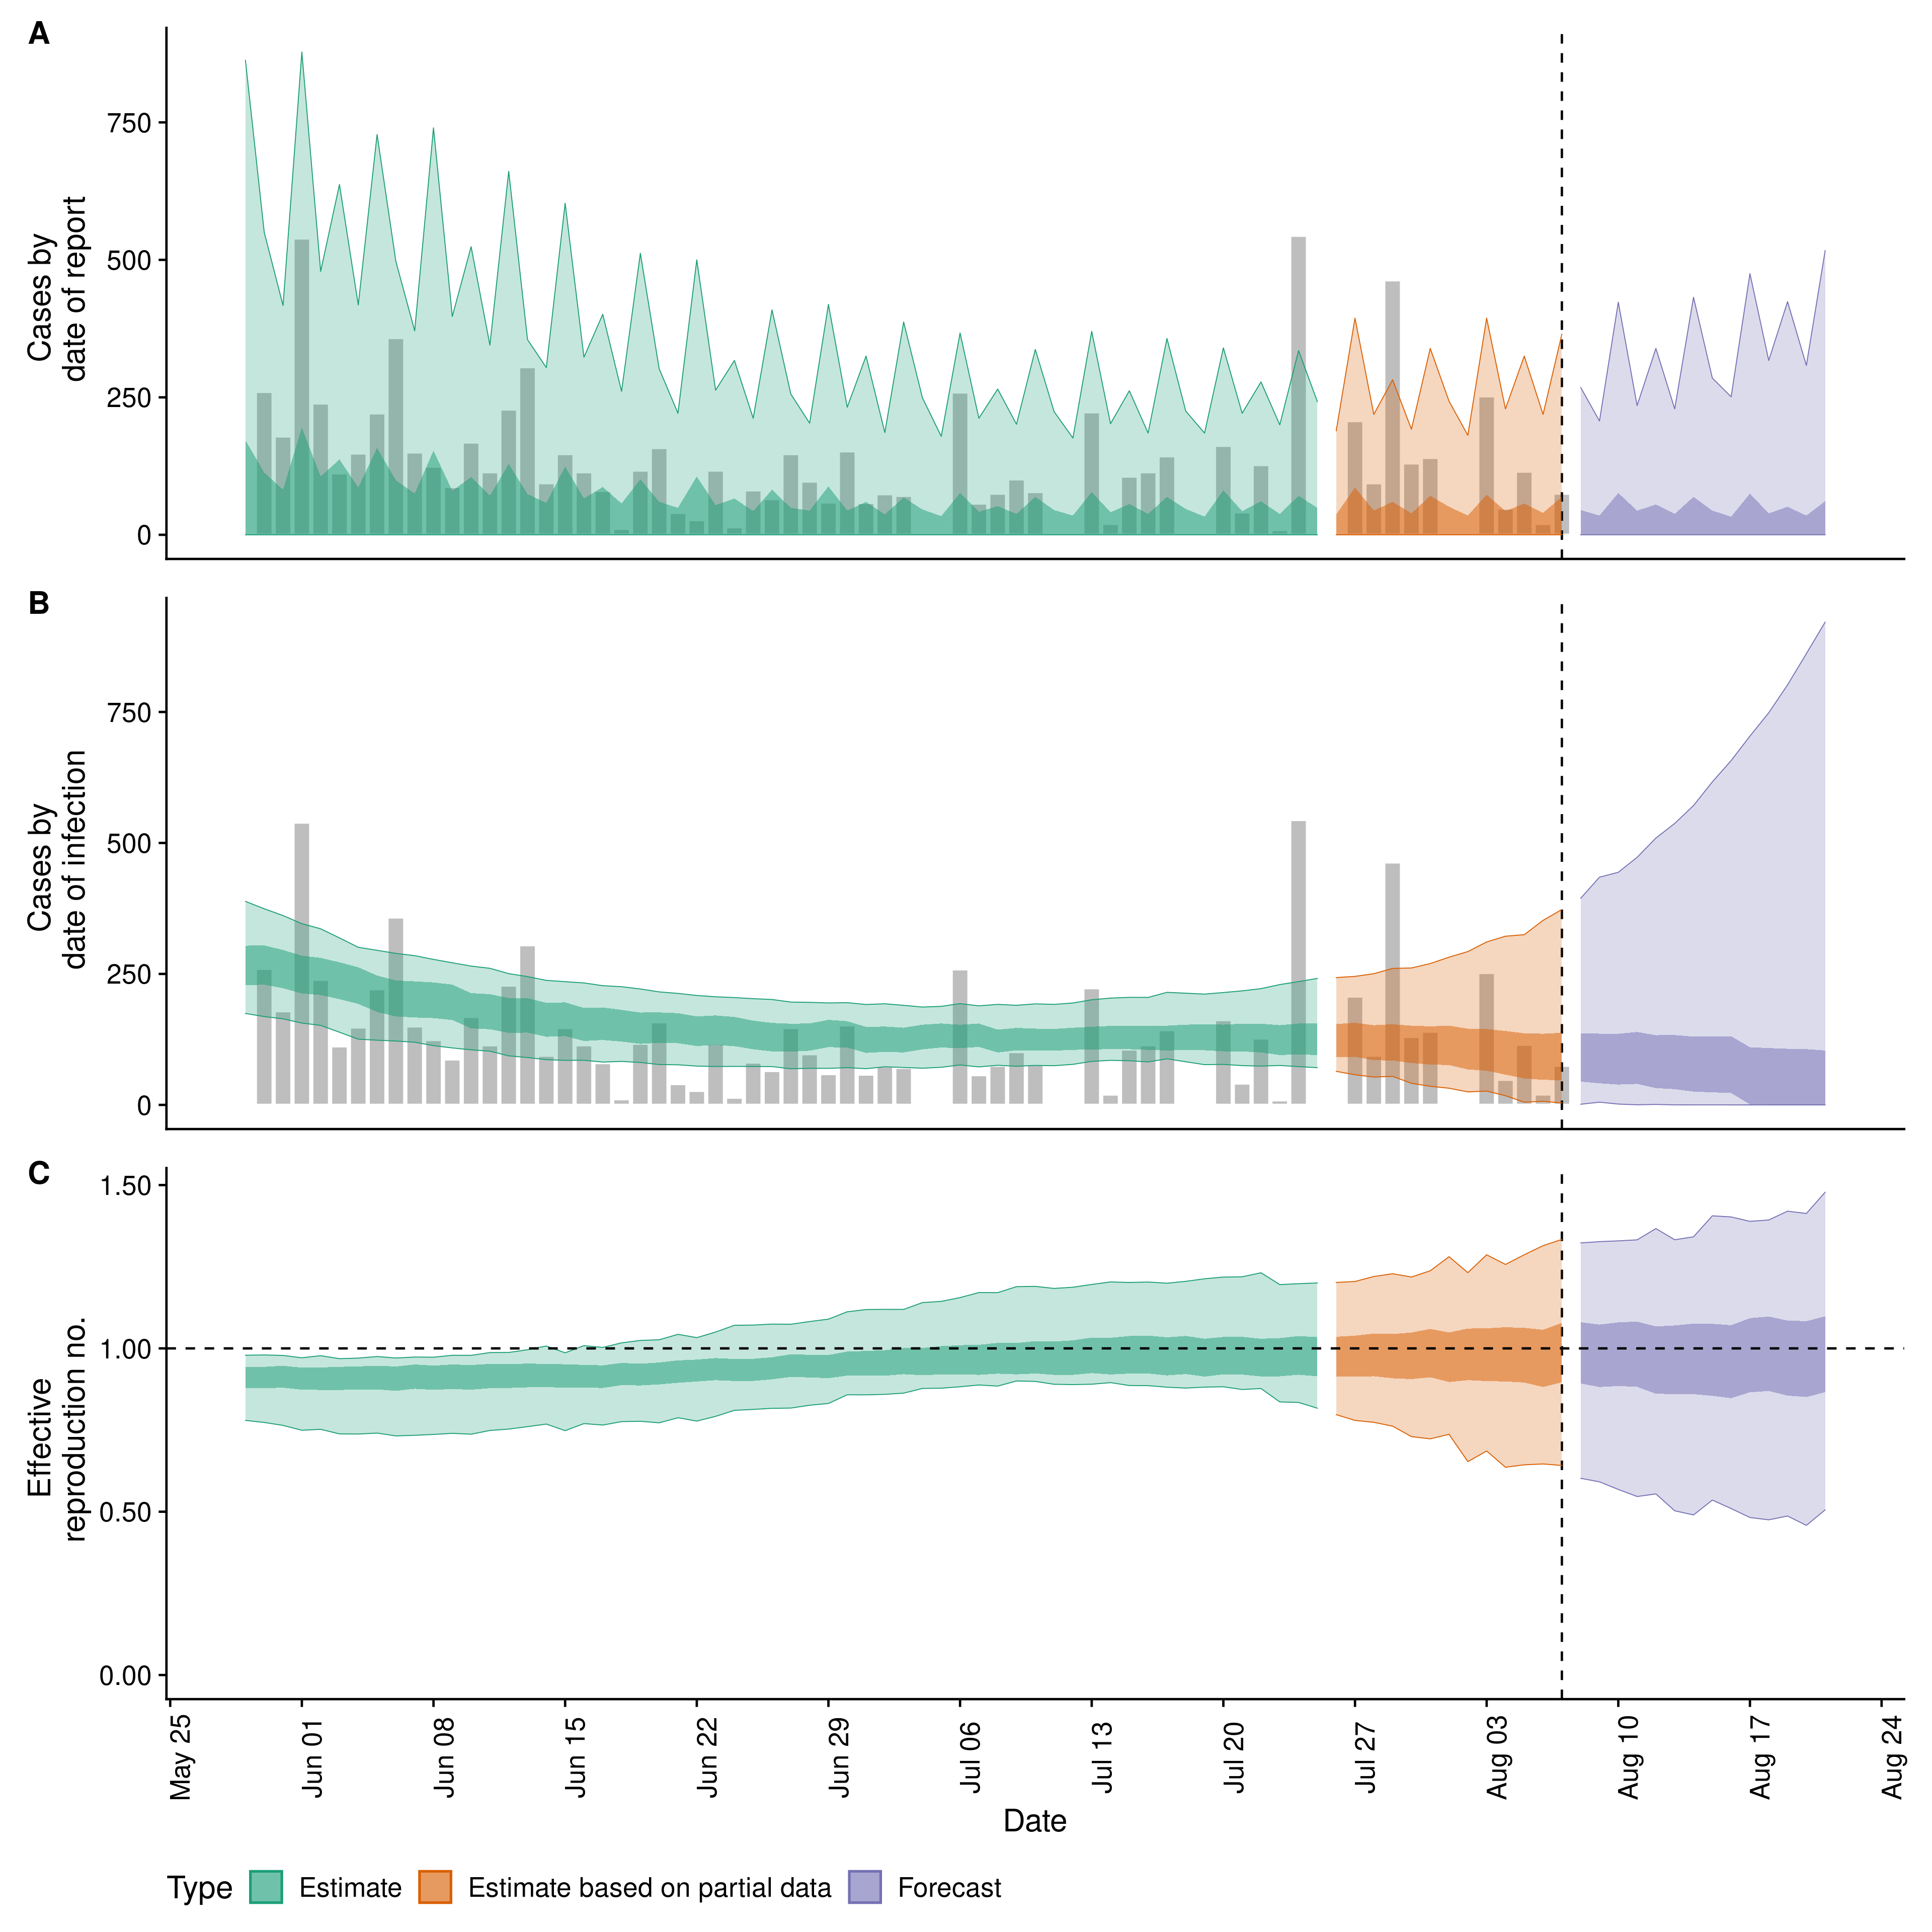 A
Cases by
date of report
750
500
250
0
B
Cases by
date of infection
750
500
250
0
C
Effective
reproduction no.
1.50
1.00
0.50
0.00
May 25
Jun 01
Jun 08
Jun 15
Jun 22
Jun 29
Jul 06
Jul 13
Jul 20
Jul 27
Aug 03
Aug 10
Aug 17
Aug 24
Date
Type Estimate Estimate based on partial data Forecast